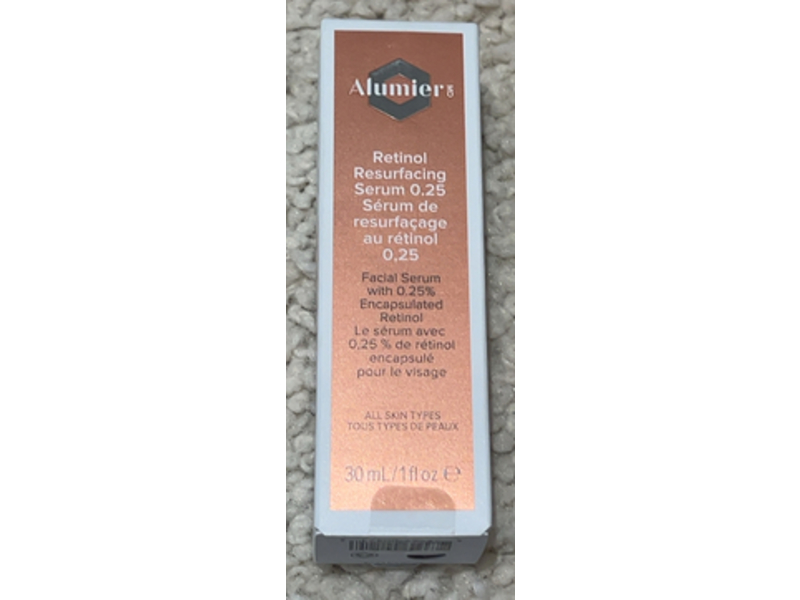 Alumier MD
Retinol
Resurfacing
Serum 0.25
Sérum de
resurfaçage
au rétinol
0,25
Facial Serum
with 0.25%
Encapsulated
Retinol
Le sérum avec
0,25 % de rétinol
encapsulé
pour le visage
ALL SKIN TYPES
TOUS TYPES DE PEAUX
30 mL/1 fl oz ℮